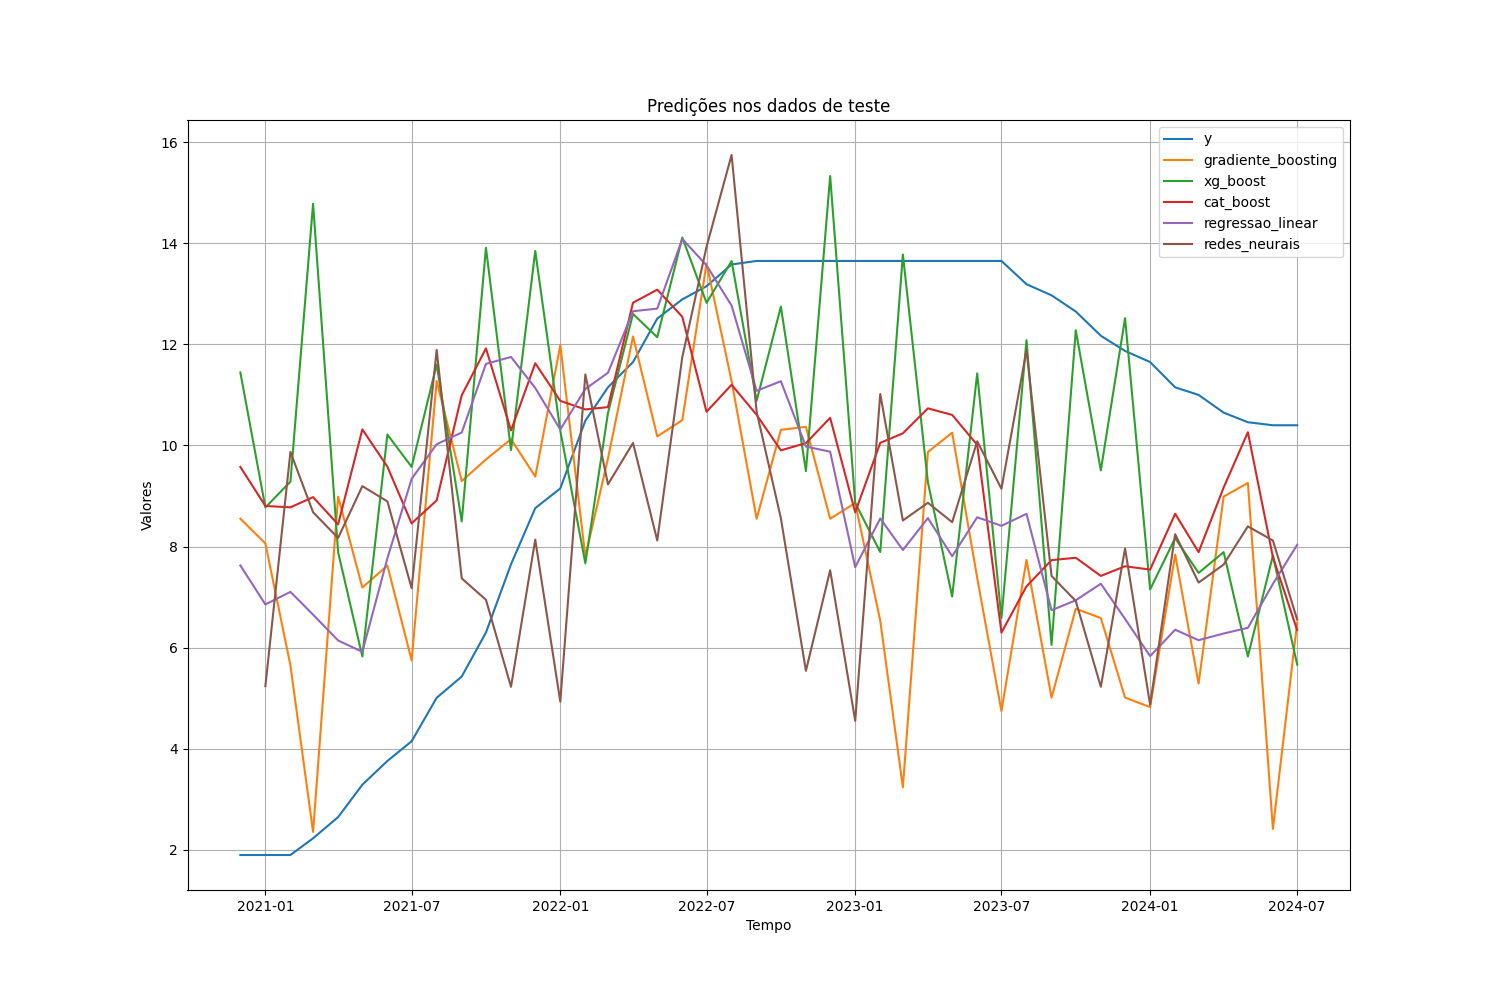 Predições nos dados de teste
y
gradiente_boosting
xg_boost
cat_boost
regressao_linear
redes_neurais
Valores
16
14
12
10
8
6
4
2
2021-01 2021-07 2022-01 2022-07 2023-01 2023-07 2024-01 2024-07
Tempo